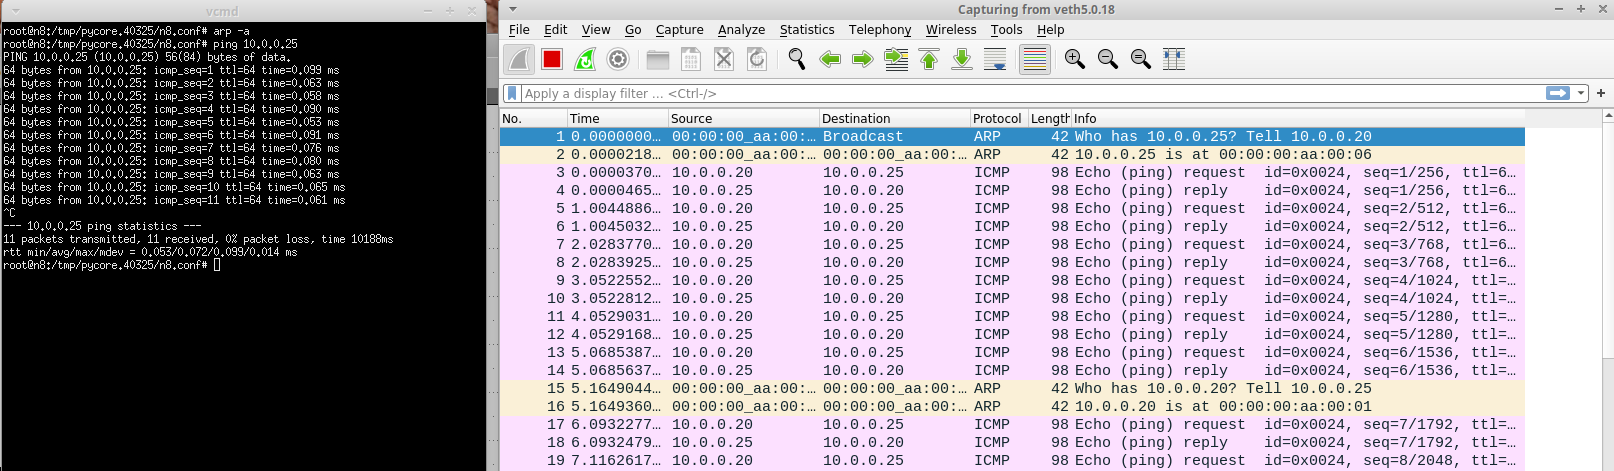 vcmd
root@n8:/tmp/pycore.40325/n8.conf# arp -a
root@n8:/tmp/pycore.40325/n8.conf# ping 10.0.0.25
PING 10.0.0.25 (10.0.0.25) 56(84) bytes of data.
64 bytes from 10.0.0.25: icmp_seq=1 ttl=64 time=0.099 ms
64 bytes from 10.0.0.25: icmp_seq=2 ttl=64 time=0.063 ms
64 bytes from 10.0.0.25: icmp_seq=3 ttl=64 time=0.058 ms
64 bytes from 10.0.0.25: icmp_seq=4 ttl=64 time=0.090 ms
64 bytes from 10.0.0.25: icmp_seq=5 ttl=64 time=0.053 ms
64 bytes from 10.0.0.25: icmp_seq=6 ttl=64 time=0.091 ms
64 bytes from 10.0.0.25: icmp_seq=7 ttl=64 time=0.076 ms
64 bytes from 10.0.0.25: icmp_seq=8 ttl=64 time=0.080 ms
64 bytes from 10.0.0.25: icmp_seq=9 ttl=64 time=0.063 ms
64 bytes from 10.0.0.25: icmp_seq=10 ttl=64 time=0.065 ms
64 bytes from 10.0.0.25: icmp_seq=11 ttl=64 time=0.061 ms
^C
--- 10.0.0.25 ping statistics ---
11 packets transmitted, 11 received, 0% packet loss, time 10188ms
rtt min/avg/max/mdev = 0.053/0.072/0.099/0.014 ms
root@n8:/tmp/pycore.40325/n8.conf#
Capturing from veth5.0.18
File Edit View Go Capture Analyze Statistics Telephony Wireless Tools Help
Apply a display filter ... <Ctrl-/>
No. Time Source Destination Protocol Length Info
1 0.0000000… 00:00:00_aa:00:… Broadcast ARP 42 Who has 10.0.0.25? Tell 10.0.0.20
2 0.0000218… 00:00:00_aa:00:… 00:00:00_aa:00:… ARP 42 10.0.0.25 is at 00:00:00:aa:00:06
3 0.0000370… 10.0.0.20 10.0.0.25 ICMP 98 Echo (ping) request id=0x0024, seq=1/256, ttl=6…
4 0.0000465… 10.0.0.25 10.0.0.20 ICMP 98 Echo (ping) reply id=0x0024, seq=1/256, ttl=6…
5 1.0044886… 10.0.0.20 10.0.0.25 ICMP 98 Echo (ping) request id=0x0024, seq=2/512, ttl=6…
6 1.0045032… 10.0.0.25 10.0.0.20 ICMP 98 Echo (ping) reply id=0x0024, seq=2/512, ttl=6…
7 2.0283770… 10.0.0.20 10.0.0.25 ICMP 98 Echo (ping) request id=0x0024, seq=3/768, ttl=6…
8 2.0283925… 10.0.0.25 10.0.0.20 ICMP 98 Echo (ping) reply id=0x0024, seq=3/768, ttl=6…
9 3.0522552… 10.0.0.20 10.0.0.25 ICMP 98 Echo (ping) request id=0x0024, seq=4/1024, ttl=…
10 3.0522812… 10.0.0.25 10.0.0.20 ICMP 98 Echo (ping) reply id=0x0024, seq=4/1024, ttl=…
11 4.0529031… 10.0.0.20 10.0.0.25 ICMP 98 Echo (ping) request id=0x0024, seq=5/1280, ttl=…
12 4.0529168… 10.0.0.25 10.0.0.20 ICMP 98 Echo (ping) reply id=0x0024, seq=5/1280, ttl=…
13 5.0685387… 10.0.0.20 10.0.0.25 ICMP 98 Echo (ping) request id=0x0024, seq=6/1536, ttl=…
14 5.0685637… 10.0.0.25 10.0.0.20 ICMP 98 Echo (ping) reply id=0x0024, seq=6/1536, ttl=…
15 5.1649044… 00:00:00_aa:00:… 00:00:00_aa:00:… ARP 42 Who has 10.0.0.20? Tell 10.0.0.25
16 5.1649360… 00:00:00_aa:00:… 00:00:00_aa:00:… ARP 42 10.0.0.20 is at 00:00:00:aa:00:01
17 6.0932277… 10.0.0.20 10.0.0.25 ICMP 98 Echo (ping) request id=0x0024, seq=7/1792, ttl=…
18 6.0932479… 10.0.0.25 10.0.0.20 ICMP 98 Echo (ping) reply id=0x0024, seq=7/1792, ttl=…
19 7.1162617… 10.0.0.20 10.0.0.25 ICMP 98 Echo (ping) request id=0x0024, seq=8/2048, ttl=…